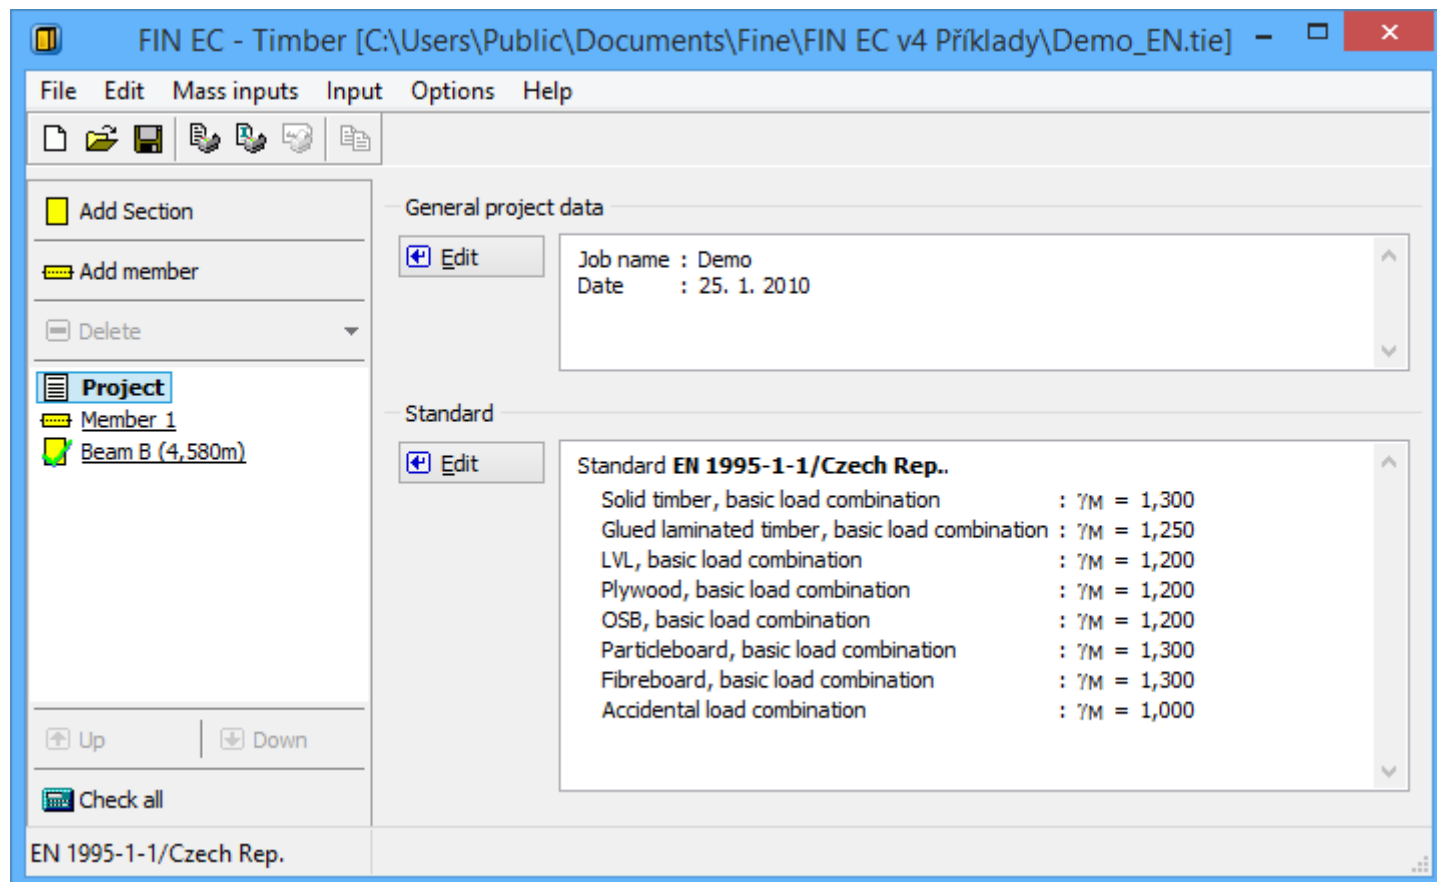 FIN EC - Timber [C:\Users\Public\Documents\Fine\FIN EC v4 Příklady\Demo_EN.tie]
File Edit Mass inputs Input Options Help
Add Section
Add member
Delete
Project
Member 1
Beam B (4,580m)
Up Down
Check all
General project data
Edit
Job name : Demo
Date : 25. 1. 2010
Standard
Edit
Standard EN 1995-1-1/Czech Rep..
Solid timber, basic load combination : γM = 1,300
Glued laminated timber, basic load combination : γM = 1,250
LVL, basic load combination : γM = 1,200
Plywood, basic load combination : γM = 1,200
OSB, basic load combination : γM = 1,200
Particleboard, basic load combination : γM = 1,300
Fibreboard, basic load combination : γM = 1,300
Accidental load combination : γM = 1,000
EN 1995-1-1/Czech Rep.